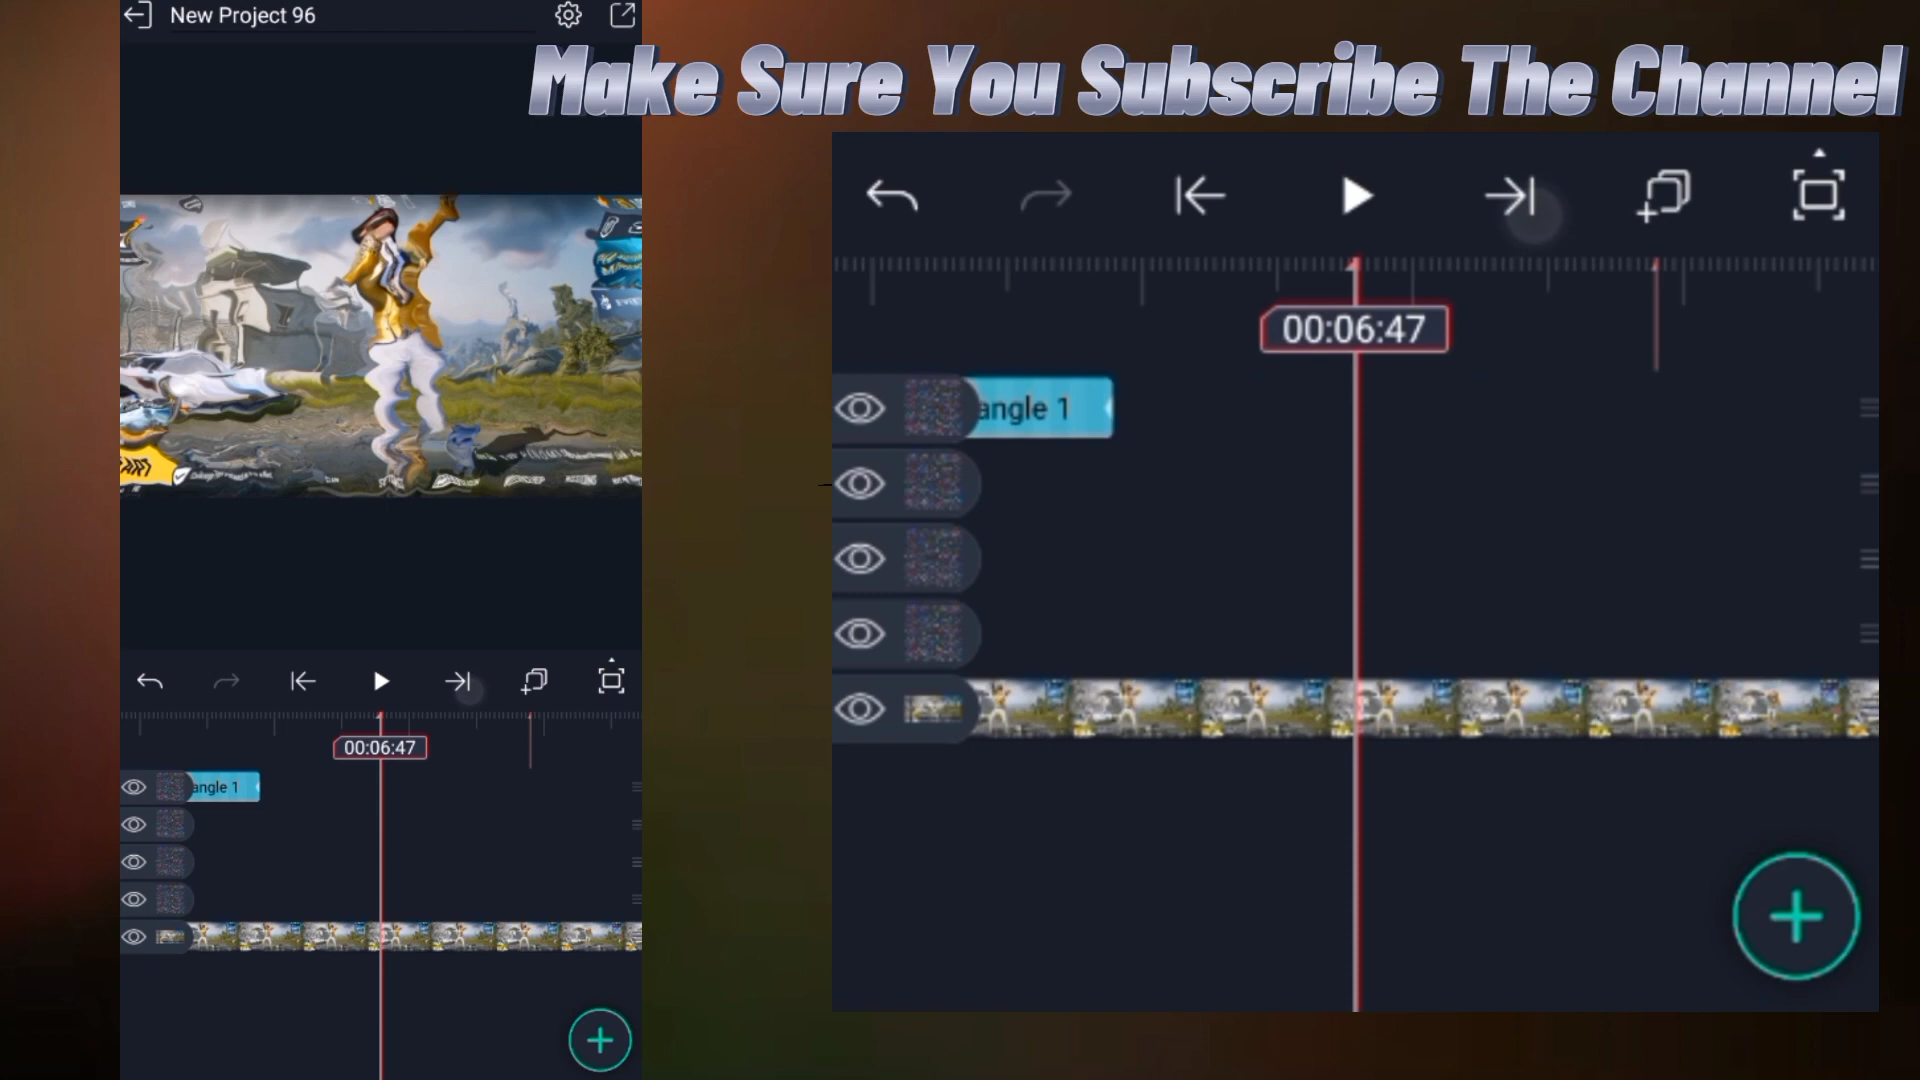 New Project 96
Make Sure You Subscribe The Channel
00:06:47
angle 1
00:06:47
angle 1